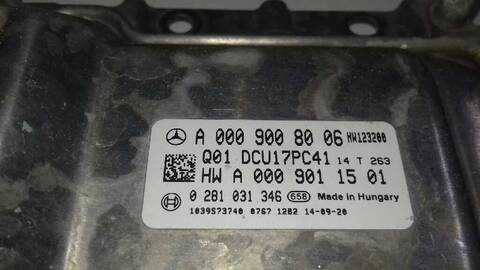 A 000 900 80 06 HW123200
Q01 DCU17PC41 14 T 263
HW A 000 901 15 01
0 281 031 346 658 Made in Hungary
1039S73740 0767 1282 14-09-20